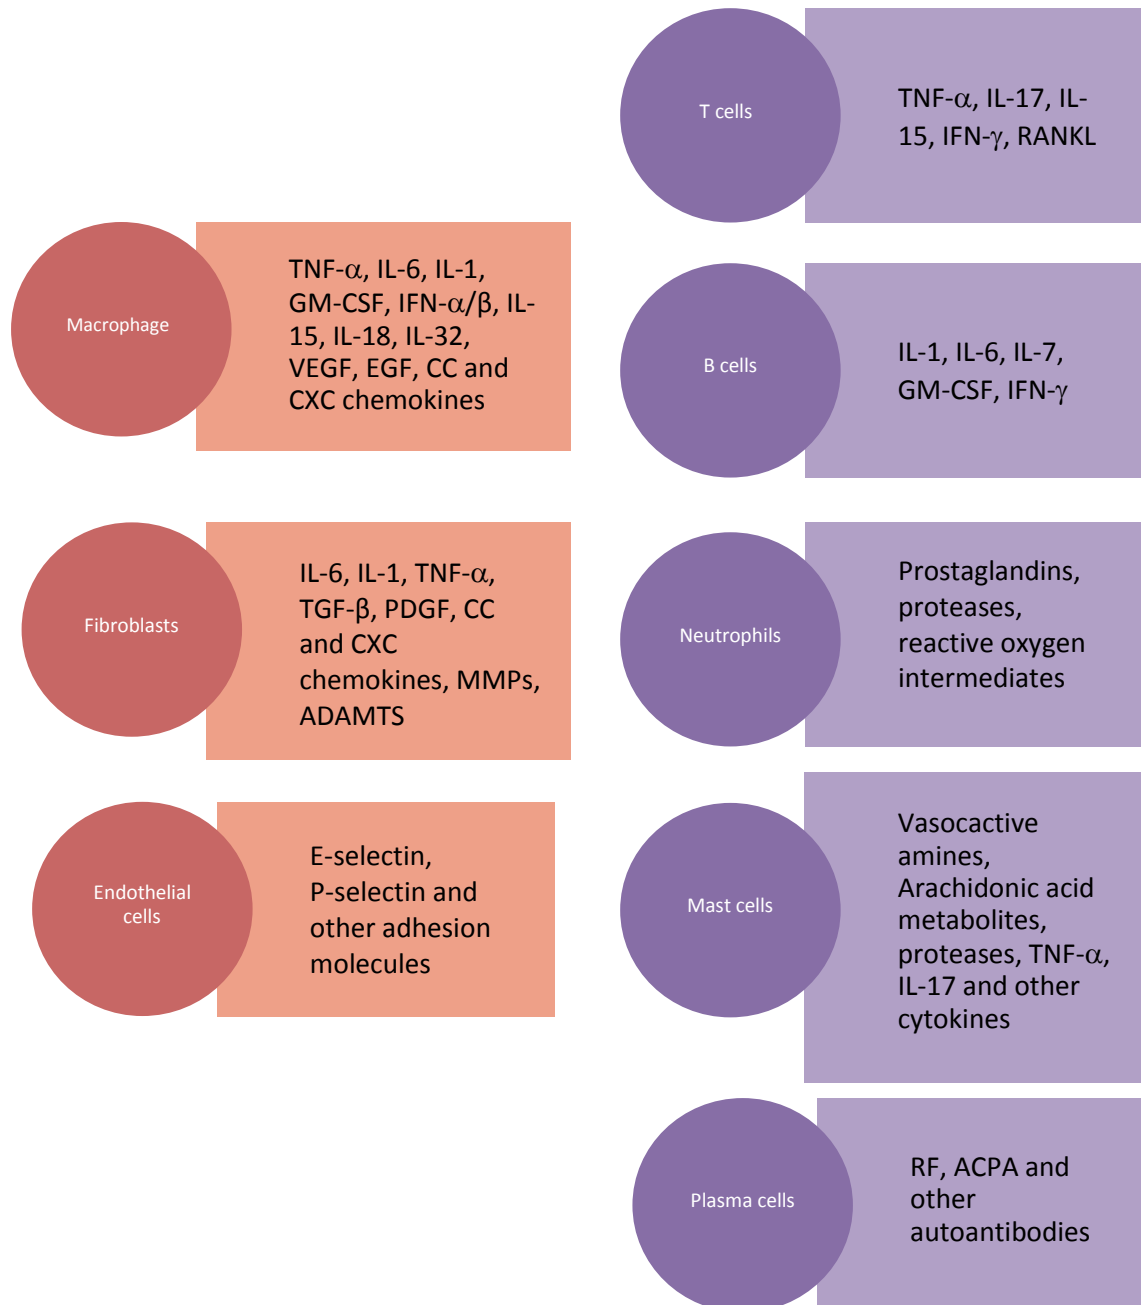 Macrophage
TNF-α, IL-6, IL-1,
GM-CSF, IFN-α/β, IL-
15, IL-18, IL-32,
VEGF, EGF, CC and
CXC chemokines
Fibroblasts
IL-6, IL-1, TNF-α,
TGF-β, PDGF, CC
and CXC
chemokines, MMPs,
ADAMTS
Endothelial
cells
E-selectin,
P-selectin and
other adhesion
molecules
T cells
TNF-α, IL-17, IL-
15, IFN-γ, RANKL
B cells
IL-1, IL-6, IL-7,
GM-CSF, IFN-γ
Neutrophils
Prostaglandins,
proteases,
reactive oxygen
intermediates
Mast cells
Vasocactive
amines,
Arachidonic acid
metabolites,
proteases, TNF-α,
IL-17 and other
cytokines
Plasma cells
RF, ACPA and
other
autoantibodies